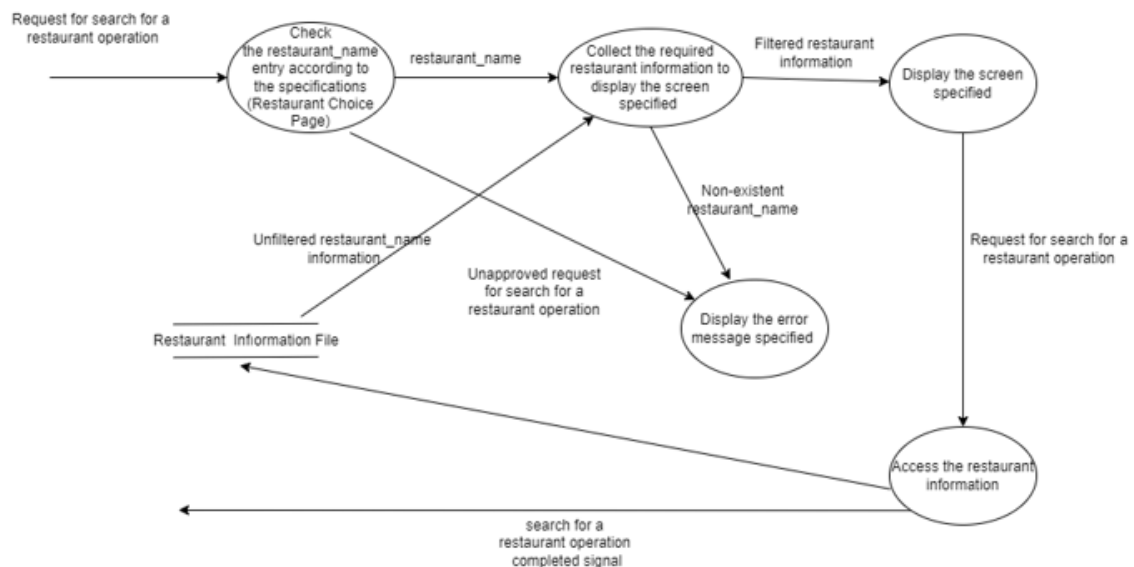 Request for search for a
restaurant operation
Check
the restaurant_name
entry according to
the specifications
(Restaurant Choice
Page)
restaurant_name
Collect the required
restaurant information to
display the screen
specified
Filtered restaurant
information
Display the screen
specified
Non-existent
restaurant_name
Unfiltered restaurant_name
information
Request for search for a
restaurant operation
Unapproved request
for search for a
restaurant operation
Display the error
message specified
Restaurant Information File
Access the restaurant
information
search for a
restaurant operation
completed signal